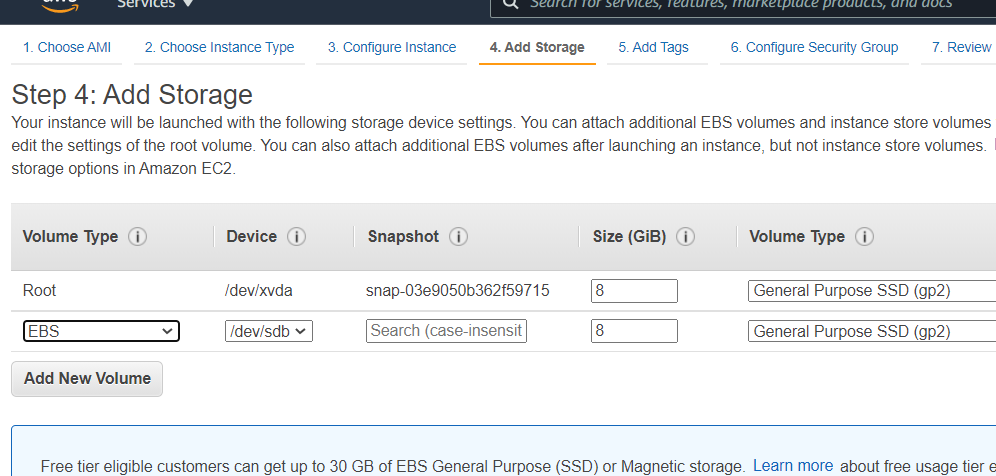 aws
Services
Search for services, features, marketplace products, and docs
1. Choose AMI 2. Choose Instance Type 3. Configure Instance 4. Add Storage 5. Add Tags 6. Configure Security Group 7. Review
Step 4: Add Storage
Your instance will be launched with the following storage device settings. You can attach additional EBS volumes and instance store volumes
edit the settings of the root volume. You can also attach additional EBS volumes after launching an instance, but not instance store volumes.
storage options in Amazon EC2.
Volume Type i Device i Snapshot i Size (GiB) i Volume Type i
Root /dev/xvda snap-03e9050b362f59715 8 General Purpose SSD (gp2)
EBS /dev/sdb Search (case-insensit 8 General Purpose SSD (gp2)
Add New Volume
Free tier eligible customers can get up to 30 GB of EBS General Purpose (SSD) or Magnetic storage. Learn more about free usage tier e